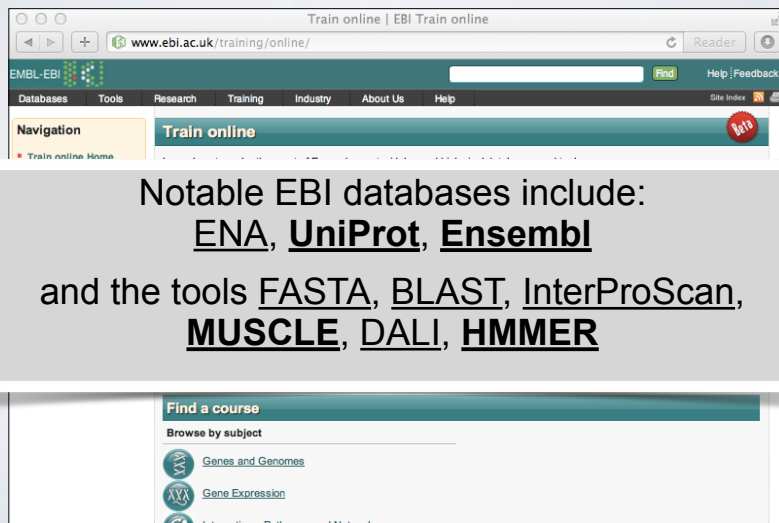 Train online | EBI Train online
www.ebi.ac.uk/training/online/
Reader
EMBL-EBI
Find
Help Feedback
Databases Tools Research Training Industry About Us Help
Site Index
Navigation
Train online
Beta
Train online Home
Notable EBI databases include:
ENA, UniProt, Ensembl
and the tools FASTA, BLAST, InterProScan,
MUSCLE, DALI, HMMER
Find a course
Browse by subject
Genes and Genomes
Gene Expression